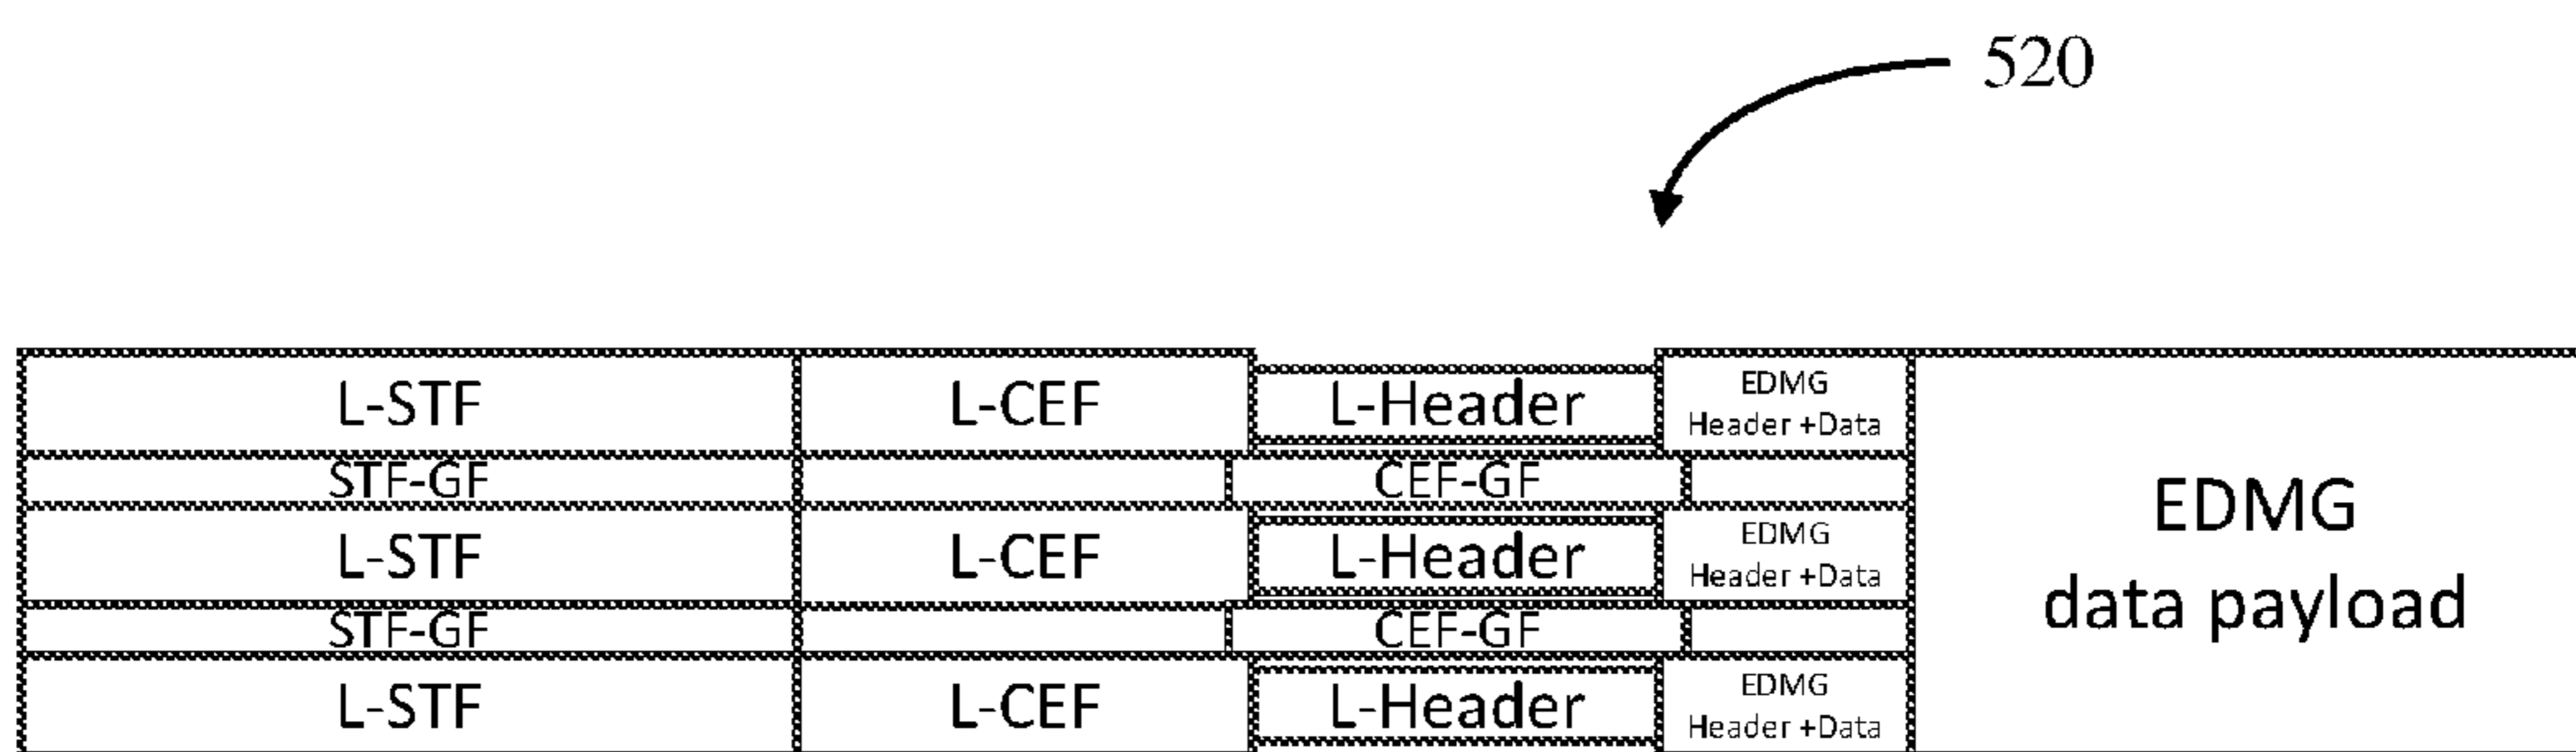 520
L-STF L-CEF L-Header EDMG
Header +Data
STF-GF CEF-GF
L-STF L-CEF L-Header EDMG
Header +Data
EDMG
data payload
STF-GF CEF-GF
L-STF L-CEF L-Header EDMG
Header +Data